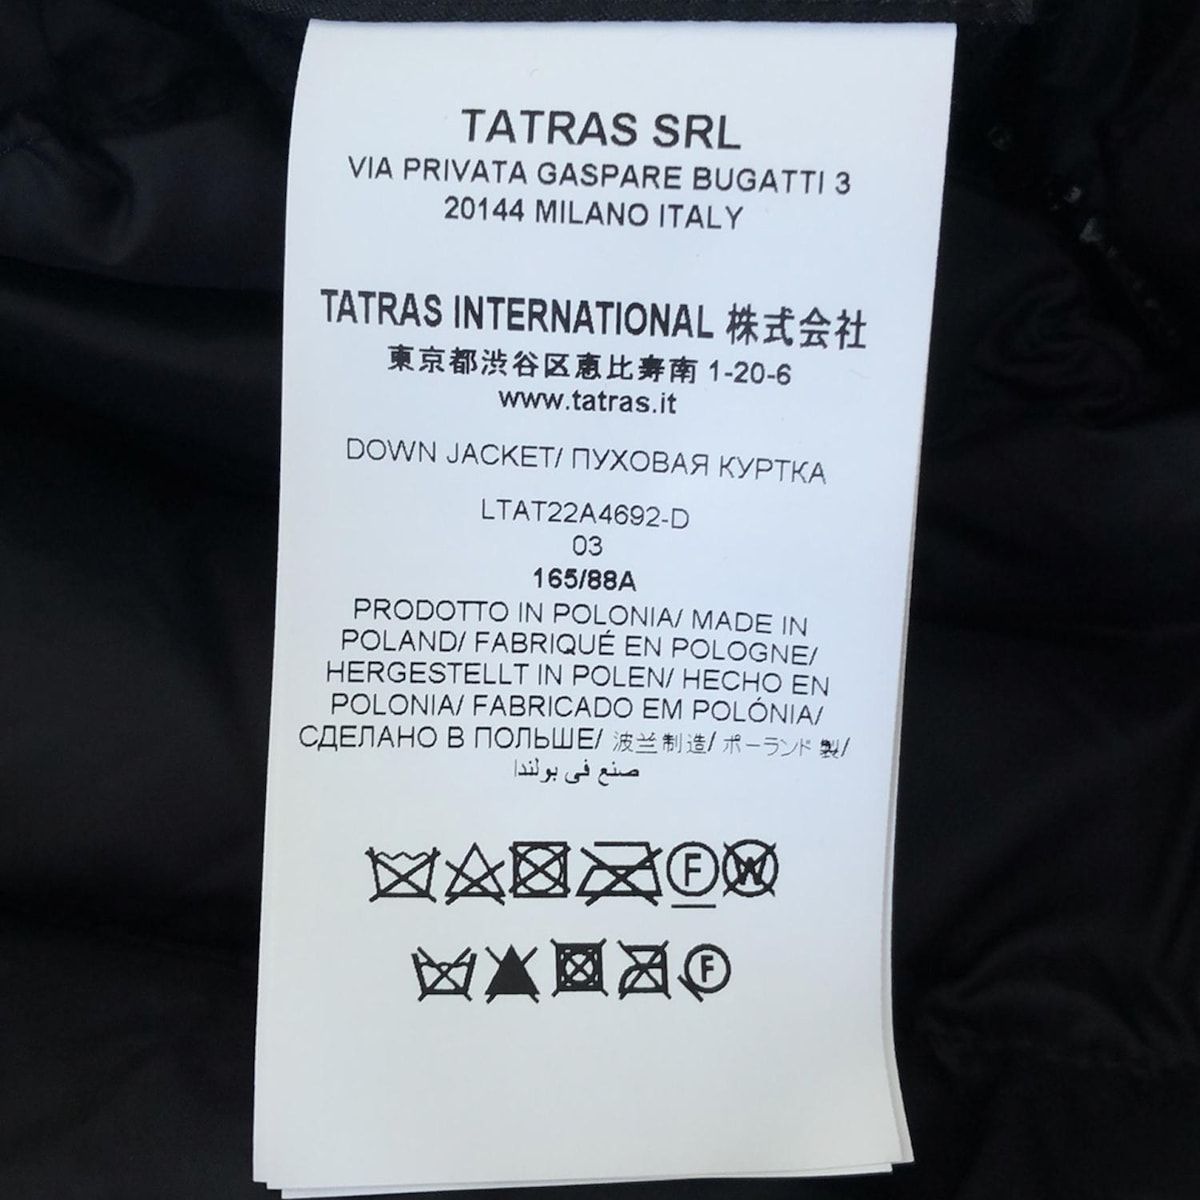 TATRAS SRL
VIA PRIVATA GASPARE BUGATTI 3
20144 MILANO ITALY
TATRAS INTERNATIONAL 株式会社
東京都渋谷区恵比寿南 1-20-6
www.tatras.it
DOWN JACKET/ ПУХОВАЯ КУРТКА
LTAT22A4692-D
03
165/88A
PRODOTTO IN POLONIA/ MADE IN
POLAND/ FABRIQUÉ EN POLOGNE/
HERGESTELLT IN POLEN/ HECHO EN
POLONIA/ FABRICADO EM POLÓNIA/
СДЕЛАНО В ПОЛЬШЕ/ 波兰制造/ ポーランド 製/
صنع في بولندا
F W
F